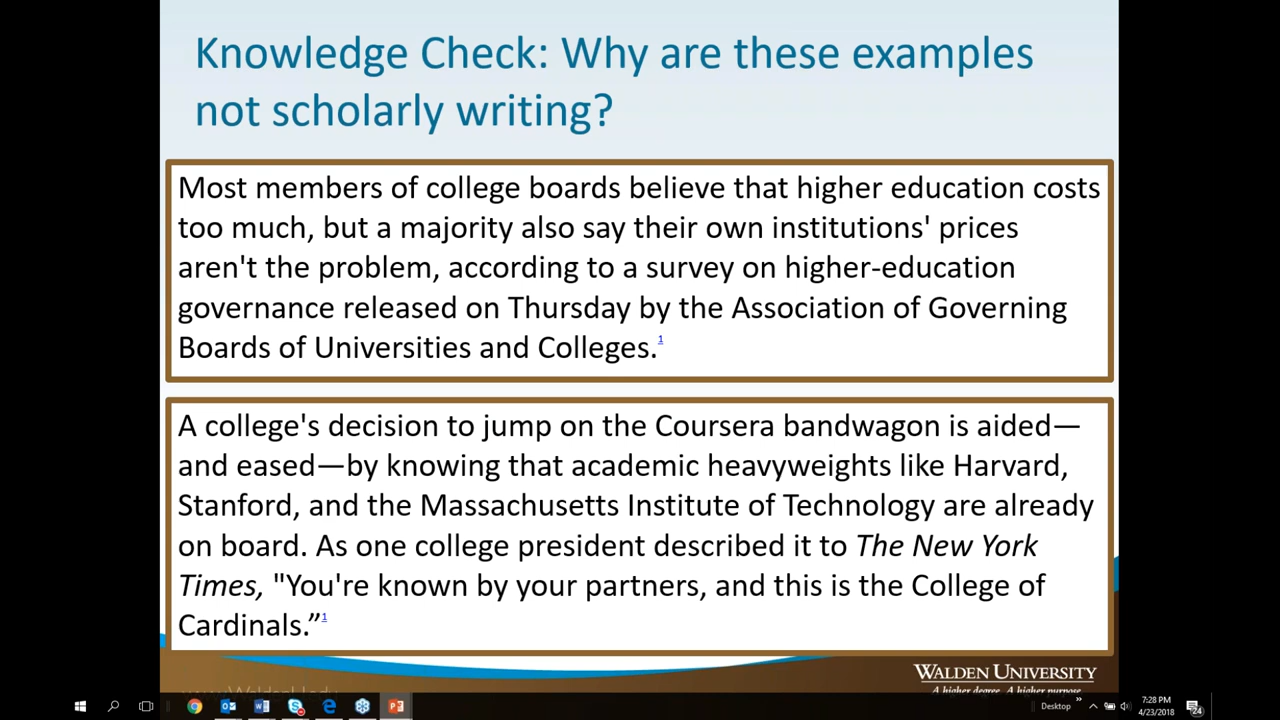 Knowledge Check: Why are these examples
not scholarly writing?
Most members of college boards believe that higher education costs
too much, but a majority also say their own institutions' prices
aren't the problem, according to a survey on higher-education
governance released on Thursday by the Association of Governing
Boards of Universities and Colleges.1
A college's decision to jump on the Coursera bandwagon is aided—
and eased—by knowing that academic heavyweights like Harvard,
Stanford, and the Massachusetts Institute of Technology are already
on board. As one college president described it to The New York
Times, "You're known by your partners, and this is the College of
Cardinals.”1
WALDEN UNIVERSITY
A higher degree. A higher purpose.
Desktop
7:28 PM
4/23/2018
24